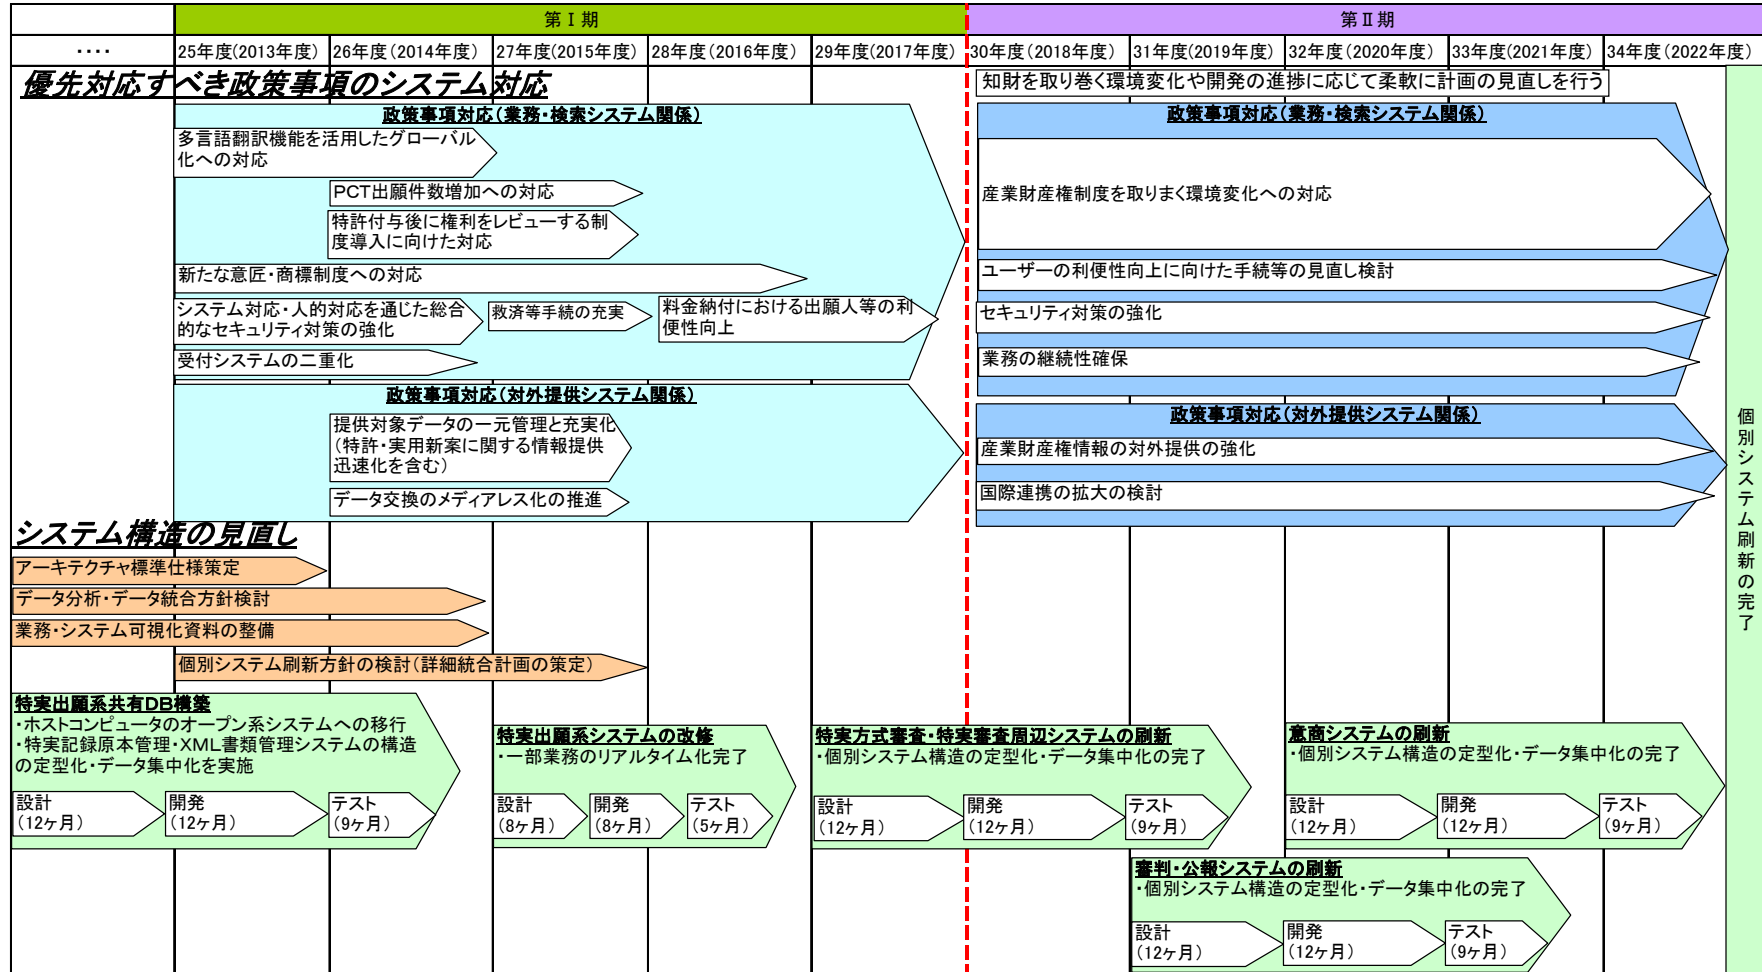 第Ⅰ期
第Ⅱ期
‥‥
25年度(2013年度)
26年度(2014年度)
27年度(2015年度)
28年度(2016年度)
29年度(2017年度)
30年度(2018年度)
31年度(2019年度)
32年度(2020年度)
33年度(2021年度)
34年度(2022年度)
優先対応すべき政策事項のシステム対応
知財を取り巻く環境変化や開発の進捗に応じて柔軟に計画の見直しを行う
政策事項対応(業務・検索システム関係)
多言語翻訳機能を活用したグローバル
化への対応
PCT出願件数増加への対応
特許付与後に権利をレビューする制
度導入に向けた対応
新たな意匠・商標制度への対応
システム対応・人的対応を通じた総合
的なセキュリティ対策の強化
救済等手続の充実
料金納付における出願人等の利
便性向上
受付システムの二重化
政策事項対応(業務・検索システム関係)
産業財産権制度を取りまく環境変化への対応
ユーザーの利便性向上に向けた手続等の見直し検討
セキュリティ対策の強化
業務の継続性確保
政策事項対応(対外提供システム関係)
提供対象データの一元管理と充実化
(特許・実用新案に関する情報提供
迅速化を含む)
データ交換のメディアレス化の推進
政策事項対応(対外提供システム関係)
産業財産権情報の対外提供の強化
国際連携の拡大の検討
個別システム刷新の完了
システム構造の見直し
アーキテクチャ標準仕様策定
データ分析・データ統合方針検討
業務・システム可視化資料の整備
個別システム刷新方針の検討(詳細統合計画の策定)
特実出願系共有DB構築
・ホストコンピュータのオープン系システムへの移行
・特実記録原本管理・XML書類管理システムの構造
の定型化・データ集中化を実施
設計
(12ヶ月)
開発
(12ヶ月)
テスト
(9ヶ月)
特実出願系システムの改修
・一部業務のリアルタイム化完了
設計
(8ヶ月)
開発
(8ヶ月)
テスト
(5ヶ月)
特実方式審査・特実審査周辺システムの刷新
・個別システム構造の定型化・データ集中化の完了
設計
(12ヶ月)
開発
(12ヶ月)
テスト
(9ヶ月)
意商システムの刷新
・個別システム構造の定型化・データ集中化の完了
設計
(12ヶ月)
開発
(12ヶ月)
テスト
(9ヶ月)
審判・公報システムの刷新
・個別システム構造の定型化・データ集中化の完了
設計
(12ヶ月)
開発
(12ヶ月)
テスト
(9ヶ月)